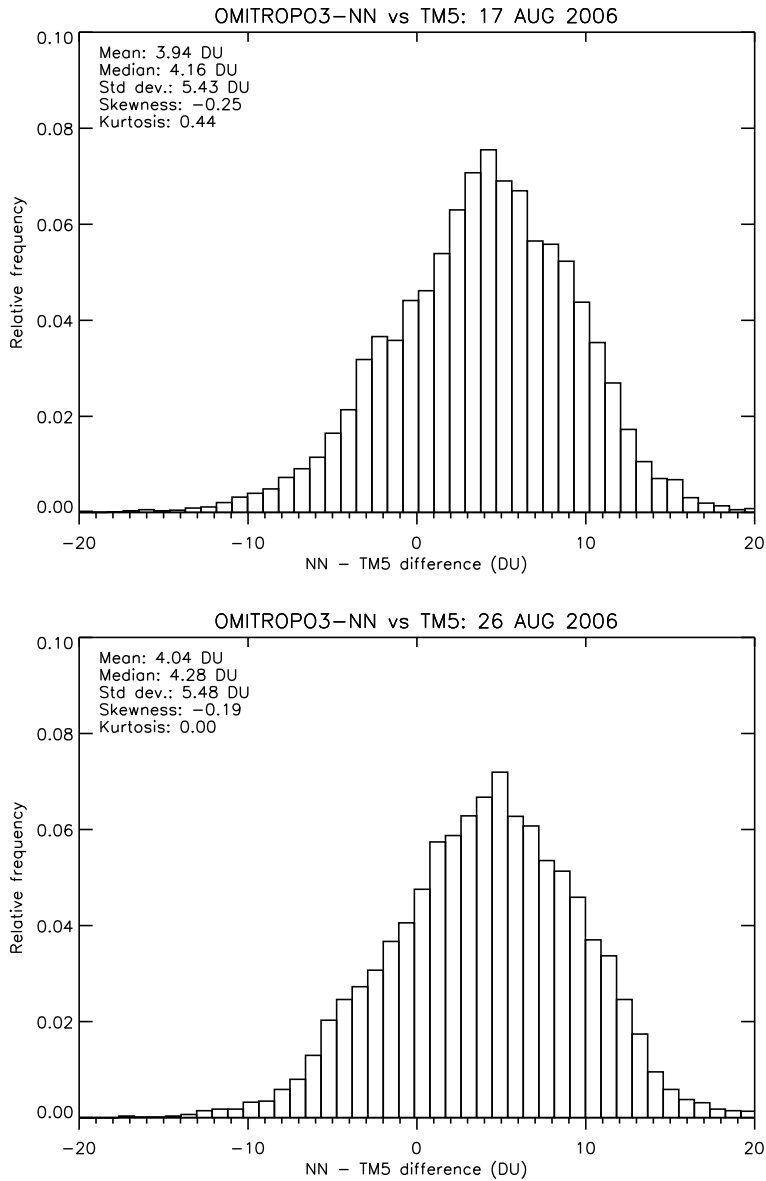 OMITROPO3−NN vs TM5: 17 AUG 2006
0.10
Mean: 3.94 DU
Median: 4.16 DU
Std dev.: 5.43 DU
Skewness: −0.25
Kurtosis: 0.44
0.08
0.06
Relative frequency
0.04
0.02
0.00
−20 −10 0 10 20
NN − TM5 difference (DU)
OMITROPO3−NN vs TM5: 26 AUG 2006
0.10
Mean: 4.04 DU
Median: 4.28 DU
Std dev.: 5.48 DU
Skewness: −0.19
Kurtosis: 0.00
0.08
0.06
Relative frequency
0.04
0.02
0.00
−20 −10 0 10 20
NN − TM5 difference (DU)